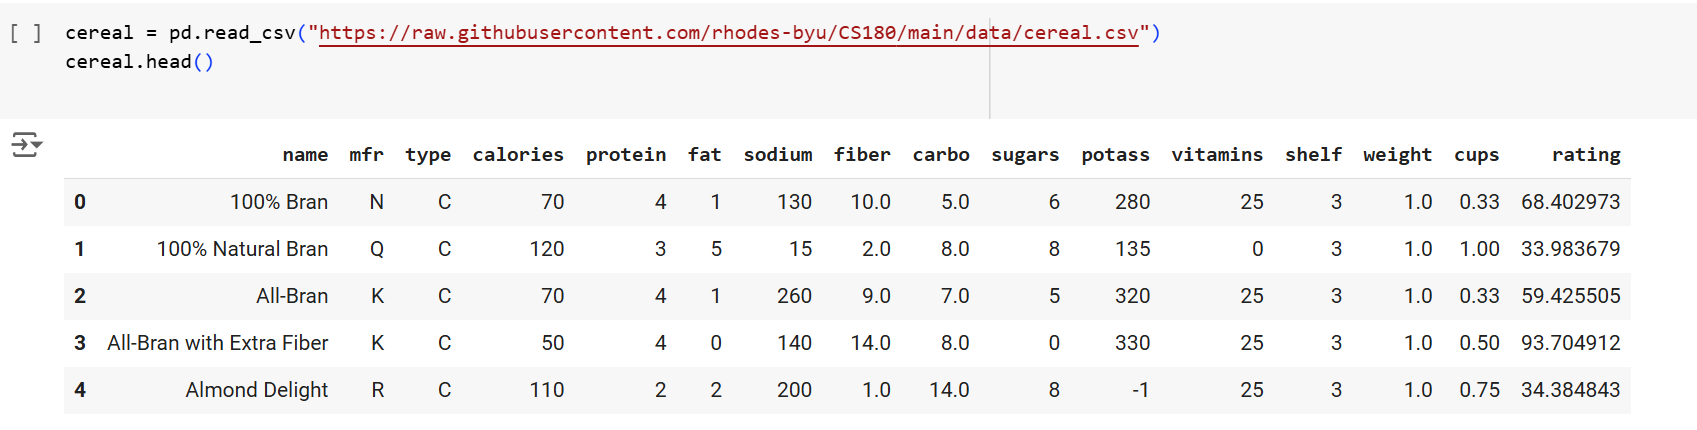 [ ] cereal = pd.read_csv("https://raw.githubusercontent.com/rhodes-byu/CS180/main/data/cereal.csv")
cereal.head()
name mfr type calories protein fat sodium fiber carbo sugars potass vitamins shelf weight cups rating
0 100% Bran N C 70 4 1 130 10.0 5.0 6 280 25 3 1.0 0.33 68.402973
1 100% Natural Bran Q C 120 3 5 15 2.0 8.0 8 135 0 3 1.0 1.00 33.983679
2 All-Bran K C 70 4 1 260 9.0 7.0 5 320 25 3 1.0 0.33 59.425505
3 All-Bran with Extra Fiber K C 50 4 0 140 14.0 8.0 0 330 25 3 1.0 0.50 93.704912
4 Almond Delight R C 110 2 2 200 1.0 14.0 8 -1 25 3 1.0 0.75 34.384843